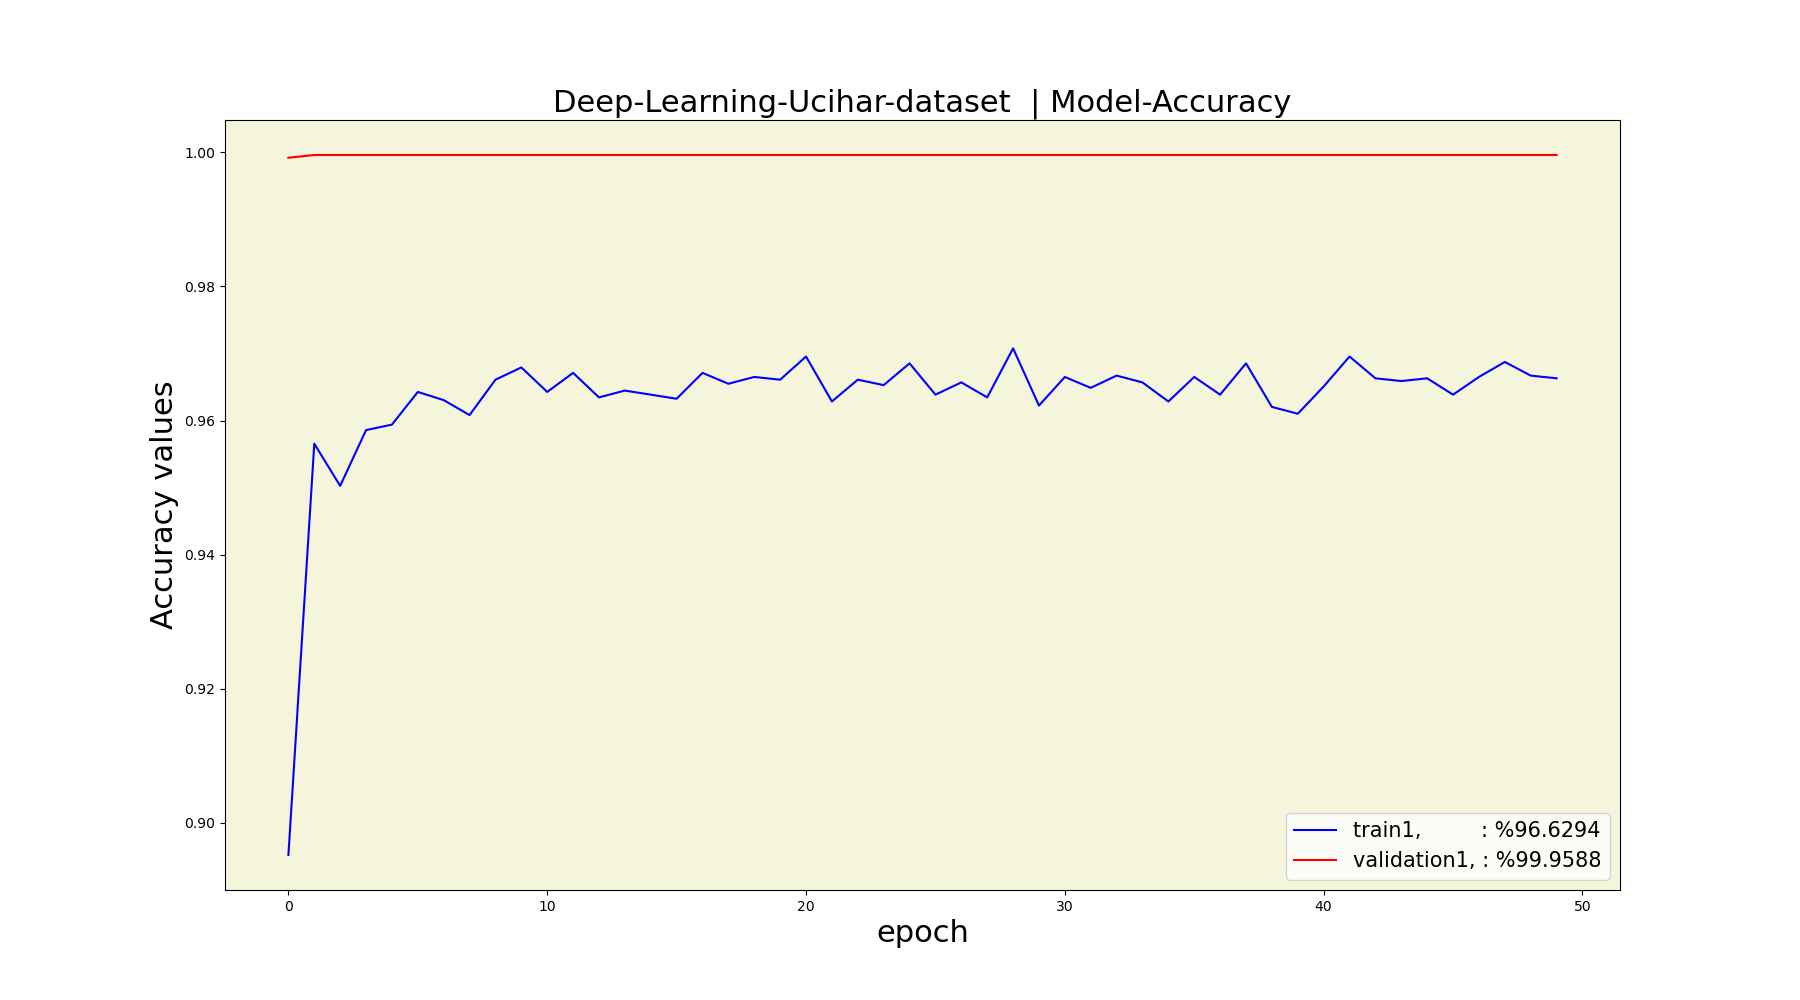 Deep-Learning-Ucihar-dataset  | Model-Accuracy
Accuracy values
1.00
0.98
0.96
0.94
0.92
0.90
train1,         : %96.6294
validation1, : %99.9588
0 10 20 30 40 50
epoch